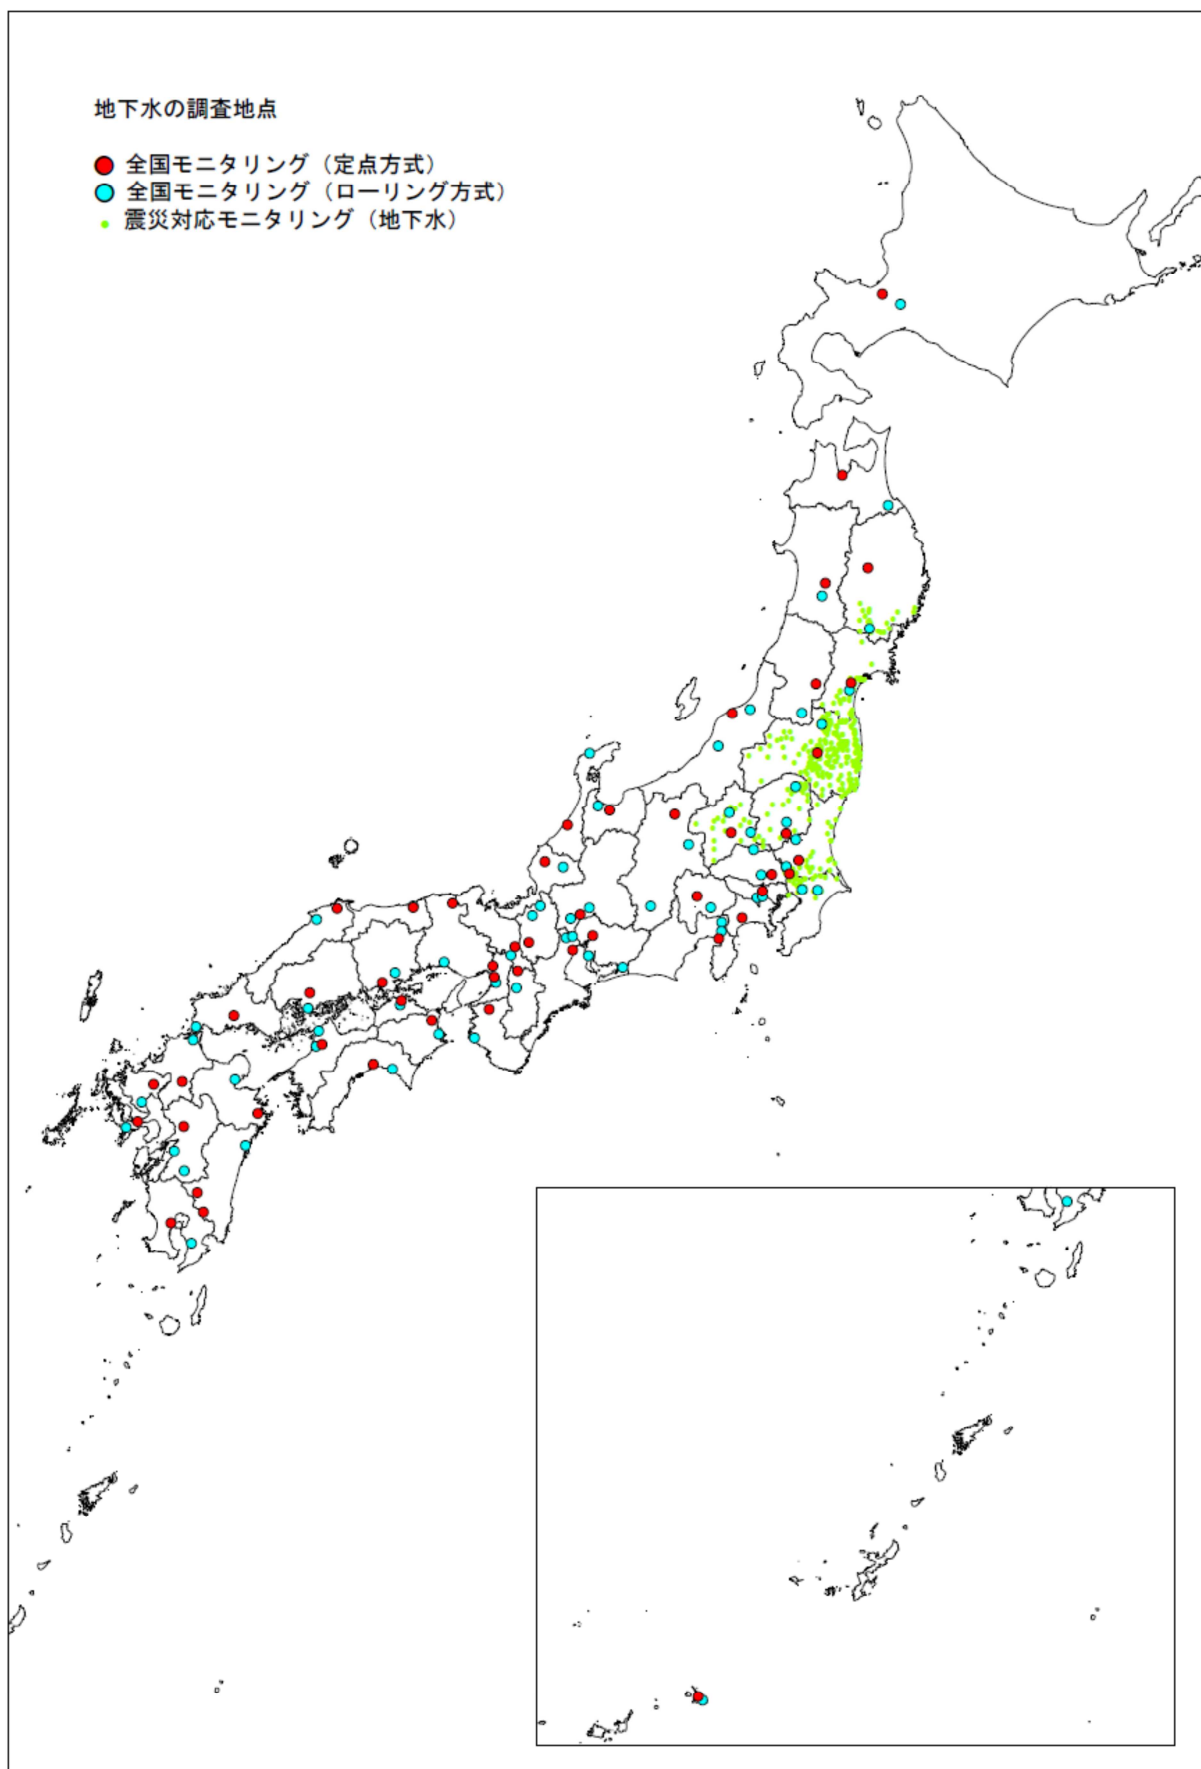 地下水の調査地点
全国モニタリング（定点方式）
全国モニタリング（ローリング方式）
震災対応モニタリング（地下水）